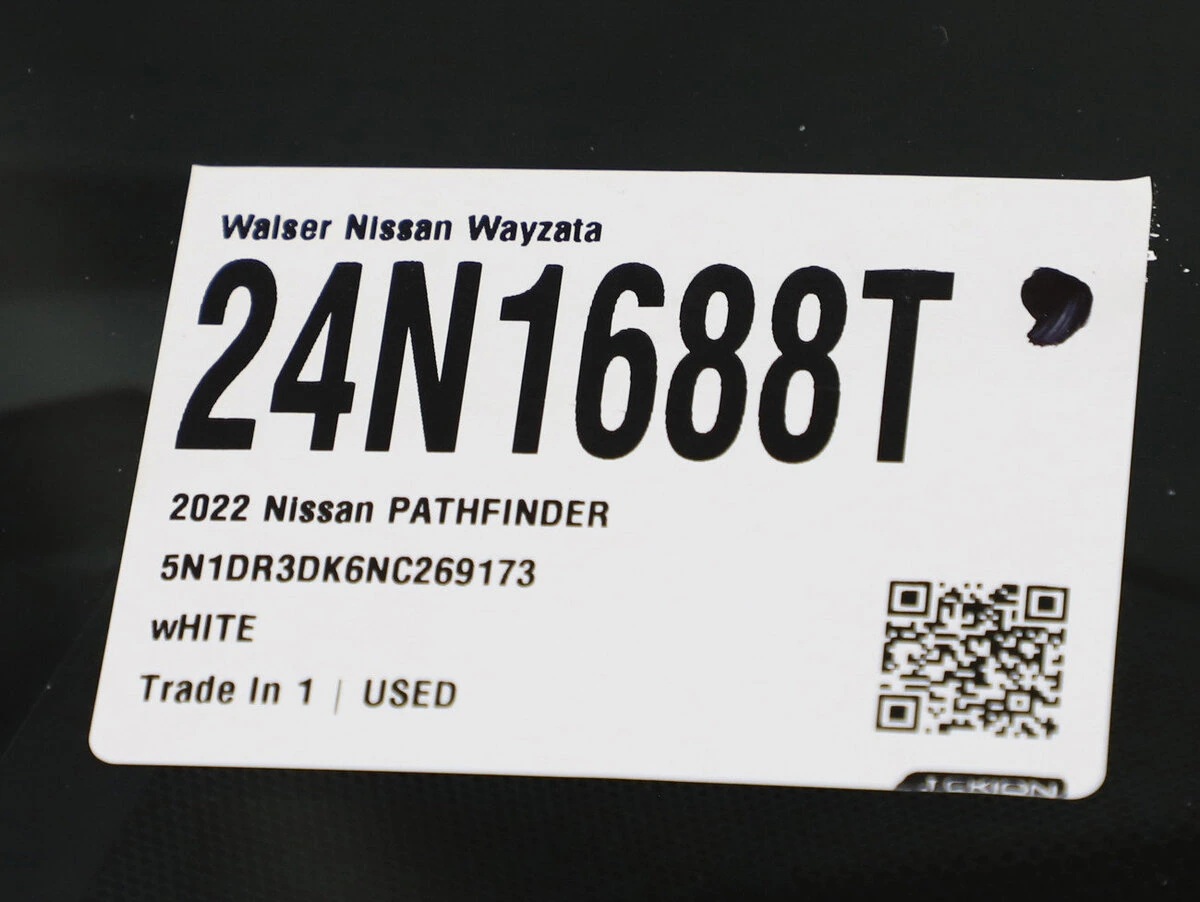 Walser Nissan Wayzata
24N1688T
2022 Nissan PATHFINDER
5N1DR3DK6NC269173
wHITE
Trade In 1 | USED